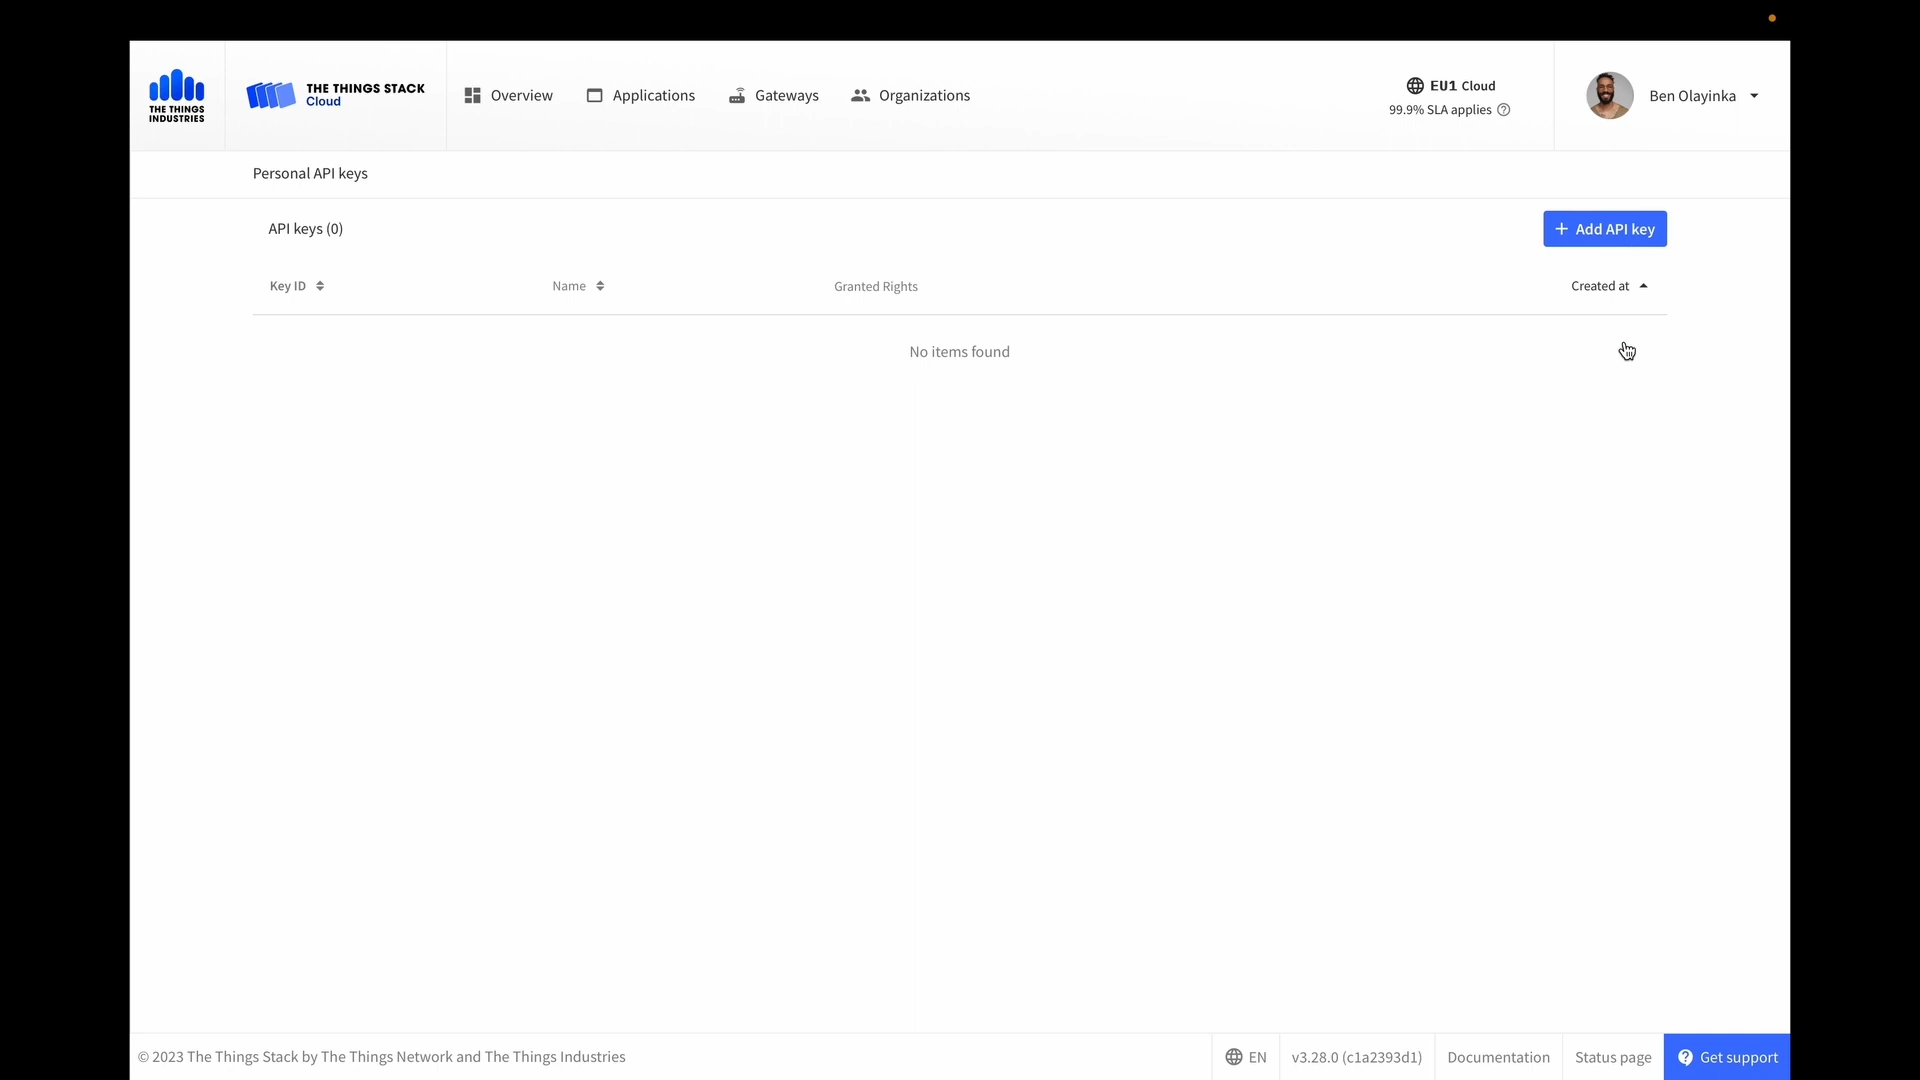 THE THINGS
INDUSTRIES
THE THINGS STACK
Cloud
Overview
Applications
Gateways
Organizations
EU1 Cloud
99.9% SLA applies
Ben Olayinka
Personal API keys
API keys (0)
+ Add API key
Key ID
Name
Granted Rights
Created at
No items found
© 2023 The Things Stack by The Things Network and The Things Industries
EN
v3.28.0 (c1a2393d1)
Documentation
Status page
Get support